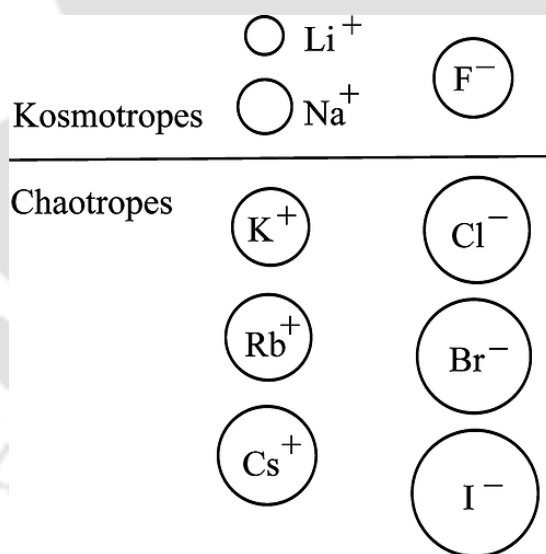 Li⁺
F⁻
Kosmotropes Na⁺
Chaotropes
K⁺ Cl⁻
Rb⁺ Br⁻
Cs⁺ I⁻